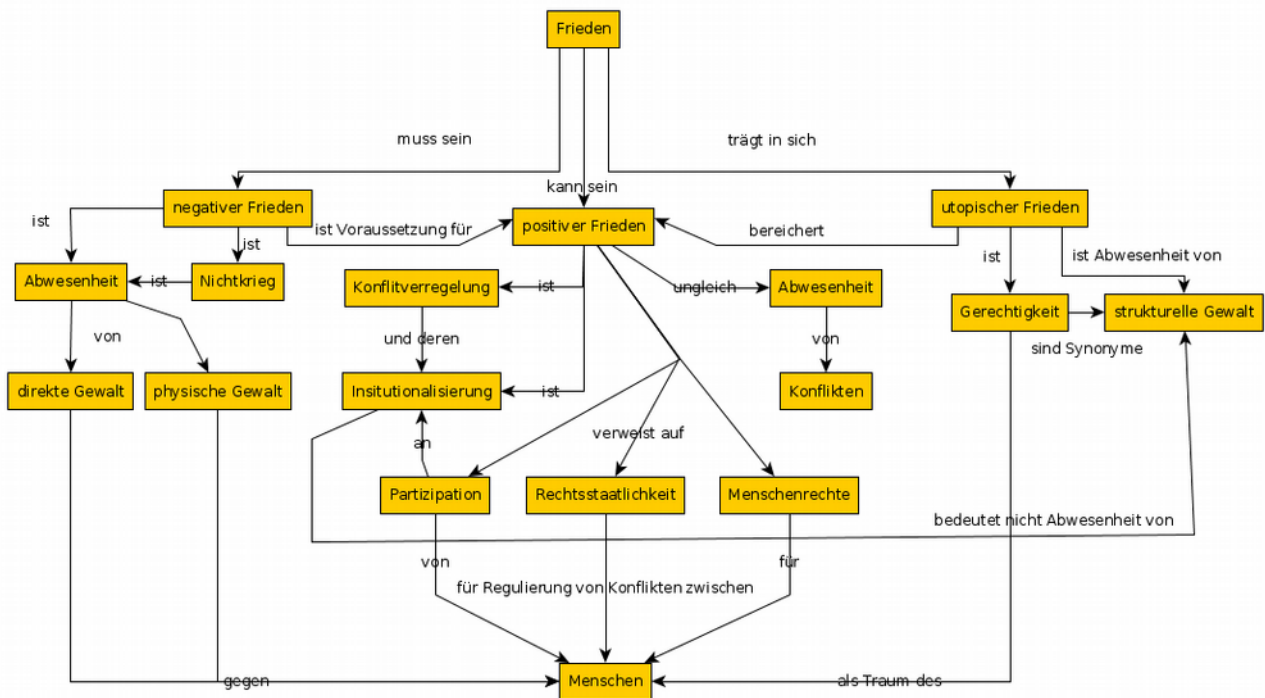 Frieden
muss sein
trägt in sich
kann sein
negativer Frieden
positiver Frieden
utopischer Frieden
ist
ist
ist Voraussetzung für
bereichert
ist
ist Abwesenheit von
Abwesenheit
ist
Nichtkrieg
Konflitverregelung
ist
ungleich
Abwesenheit
Gerechtigkeit
strukturelle Gewalt
von
und deren
von
sind Synonyme
direkte Gewalt
physische Gewalt
Insitutionalisierung
ist
Konflikten
an
verweist auf
Partizipation
Rechtsstaatlichkeit
Menschenrechte
bedeutet nicht Abwesenheit von
von
für
für Regulierung von Konflikten zwischen
gegen
Menschen
als Traum des